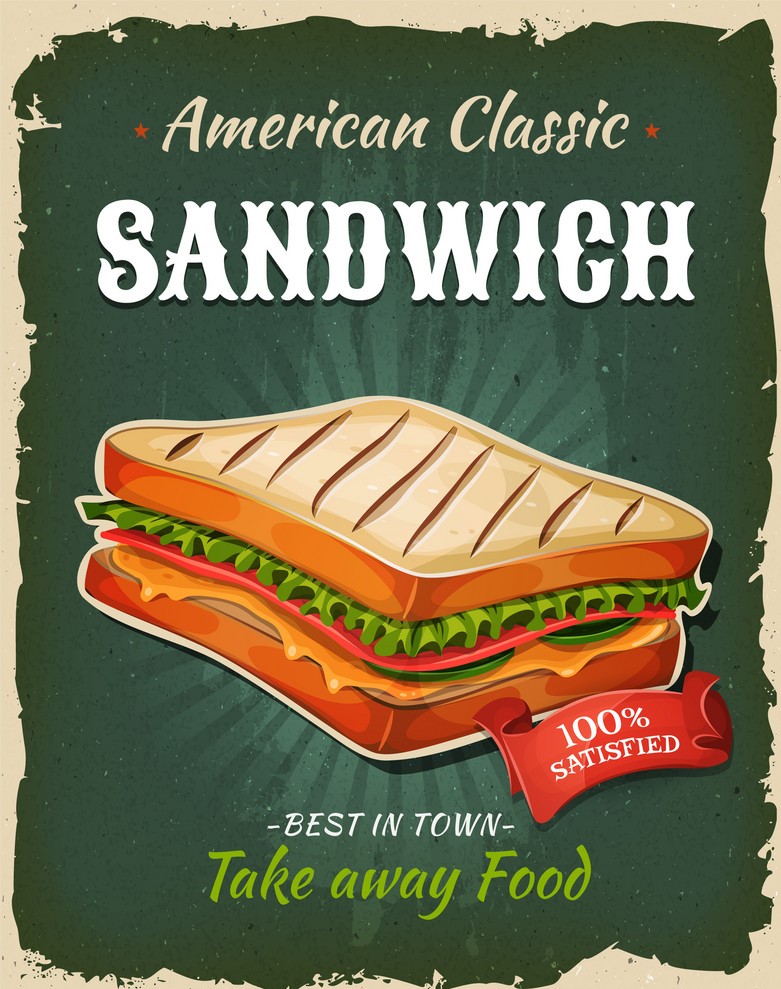 American Classic
SANDWICH
100%
SATISFIED
-BEST IN TOWN-
Take away Food